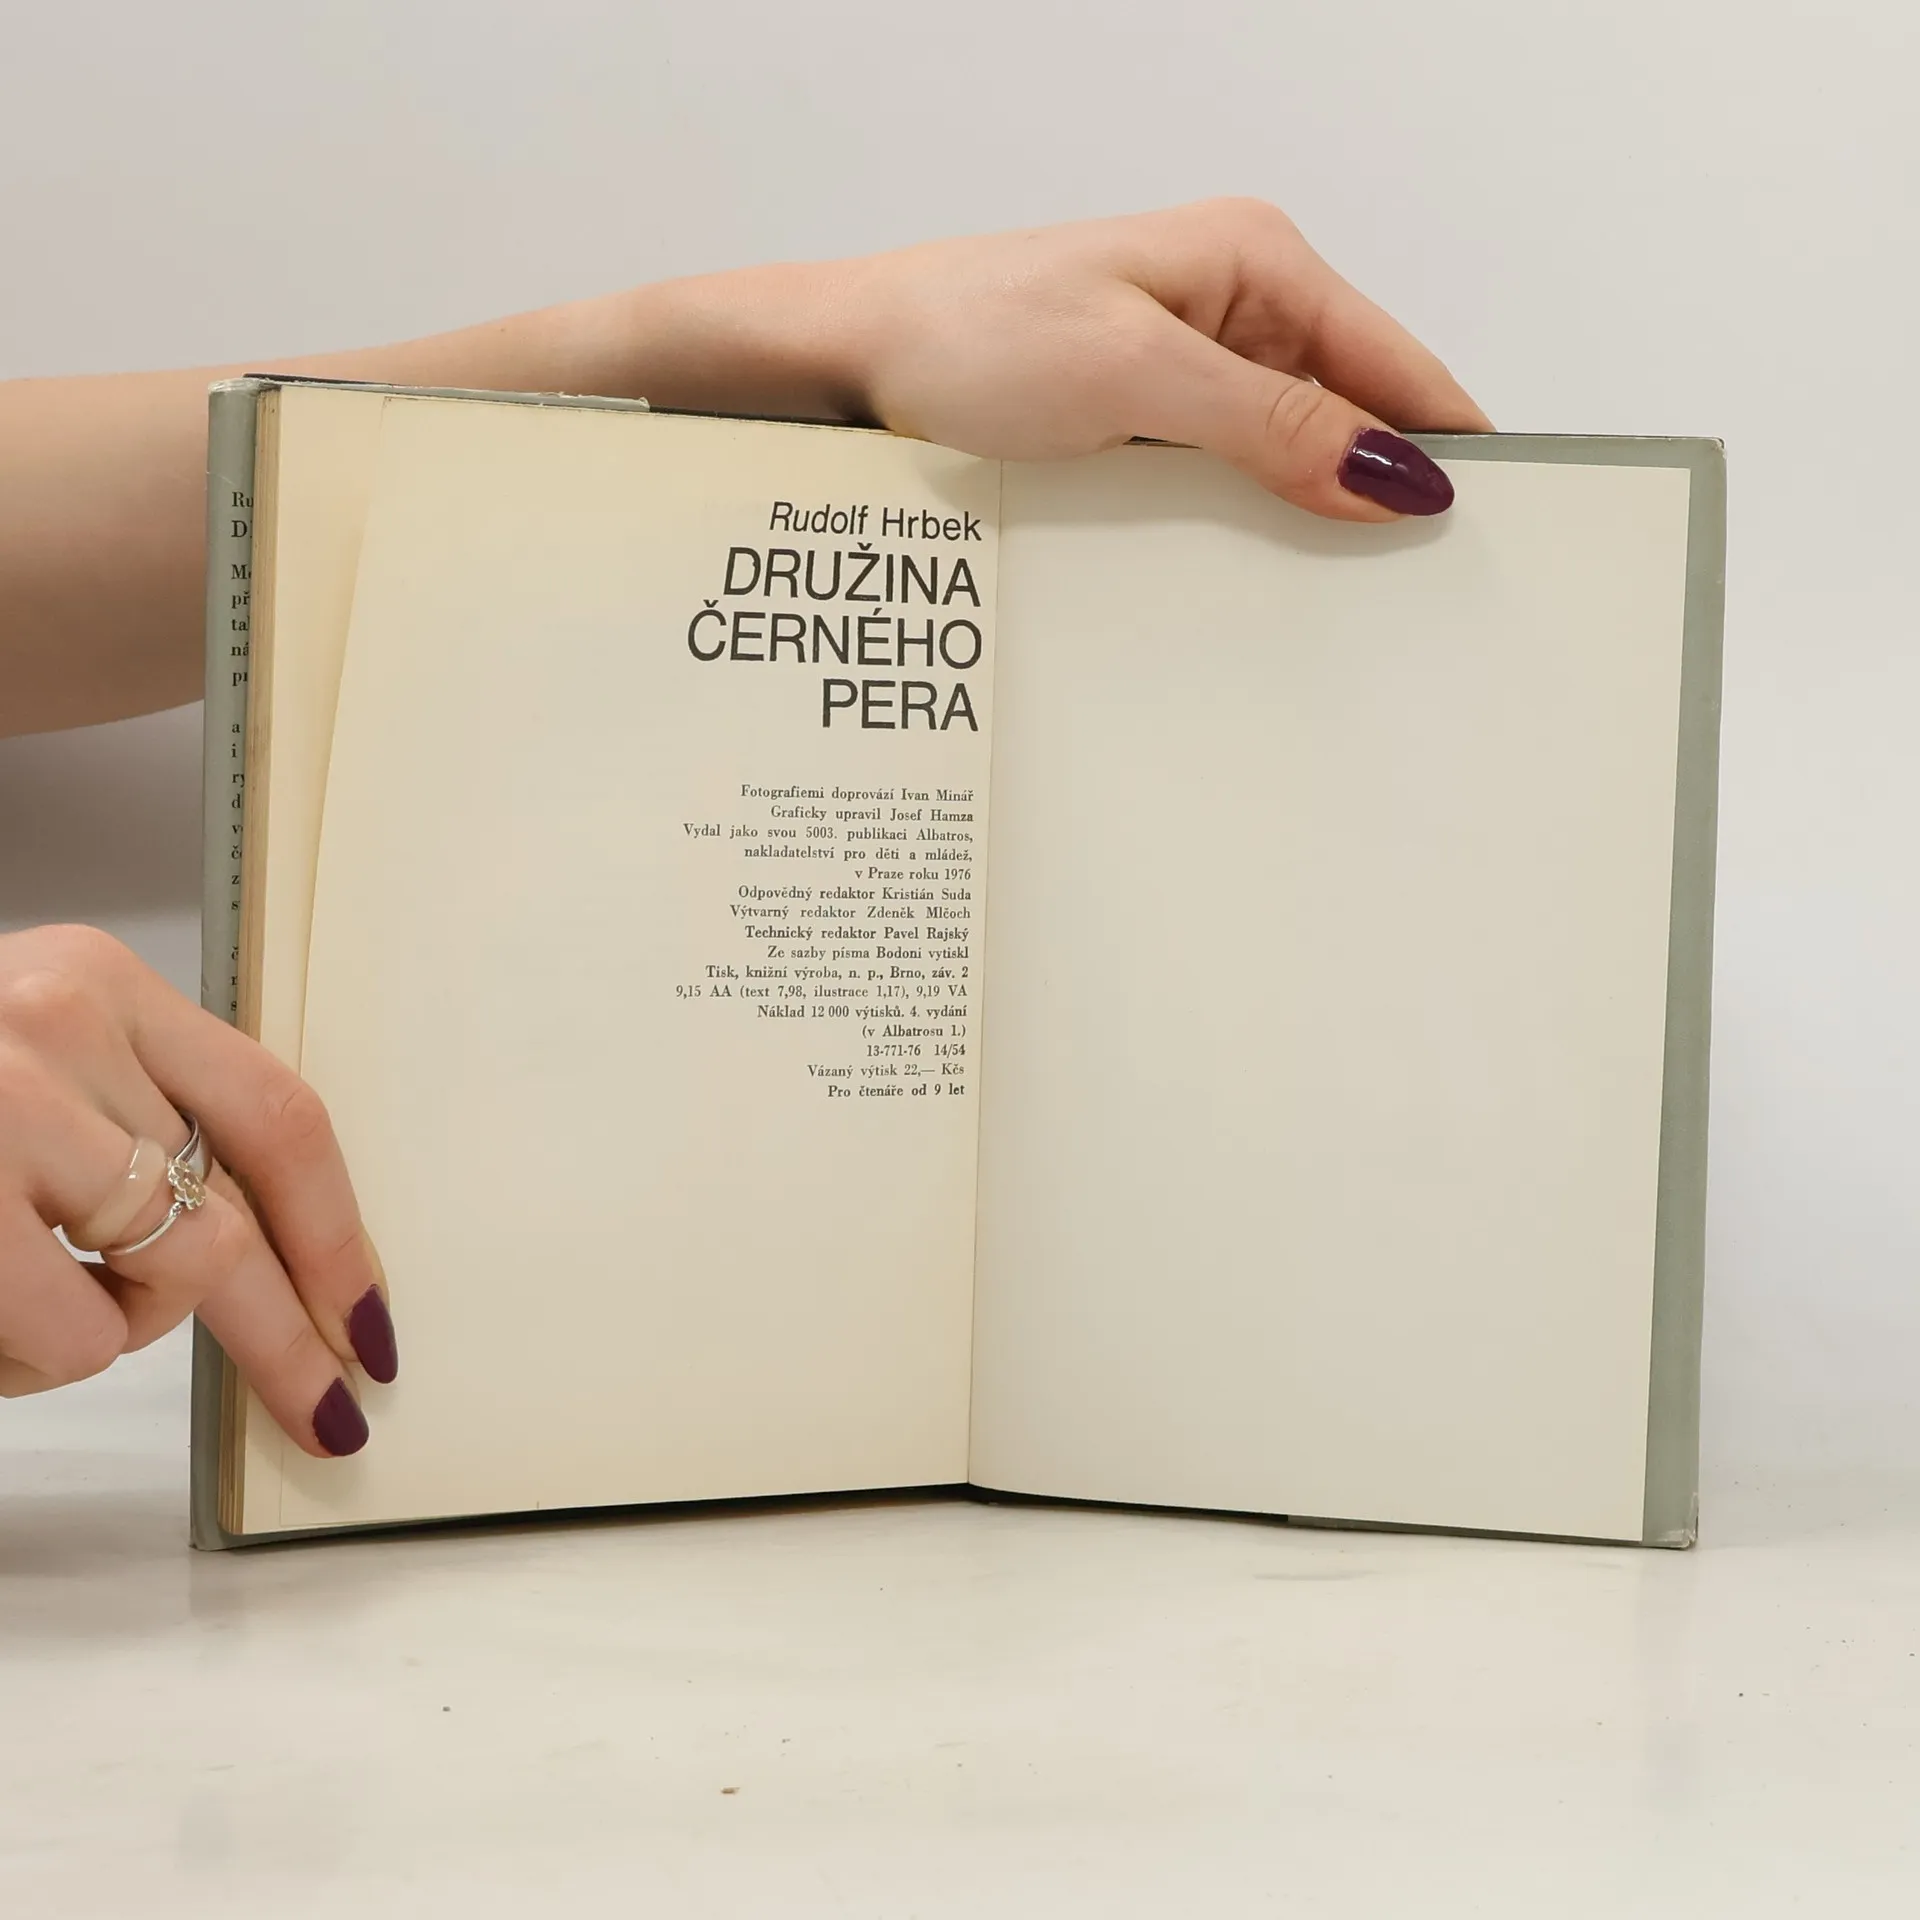 Rudolf Hrbek
DRUŽINA
ČERNÉHO
PERA
Fotografiemi doprovází Ivan Minář
Graficky upravil Josef Hamza
Vydal jako svou 5003. publikaci Albatros,
nakladatelství pro děti a mládež,
v Praze roku 1976
Odpovědný redaktor Kristián Suda
Výtvarný redaktor Zdeněk Mlčoch
Technický redaktor Pavel Rajský
Ze sazby písma Bodoni vytiskl
Tisk, knižní výroba, n. p., Brno, záv. 2
9,15 AA (text 7,98, ilustrace 1,17), 9,19 VA
Náklad 12 000 výtisků. 4. vydání
(v Albatrosu 1.)
13-771-76 14/54
Vázaný výtisk 22,— Kčs
Pro čtenáře od 9 let